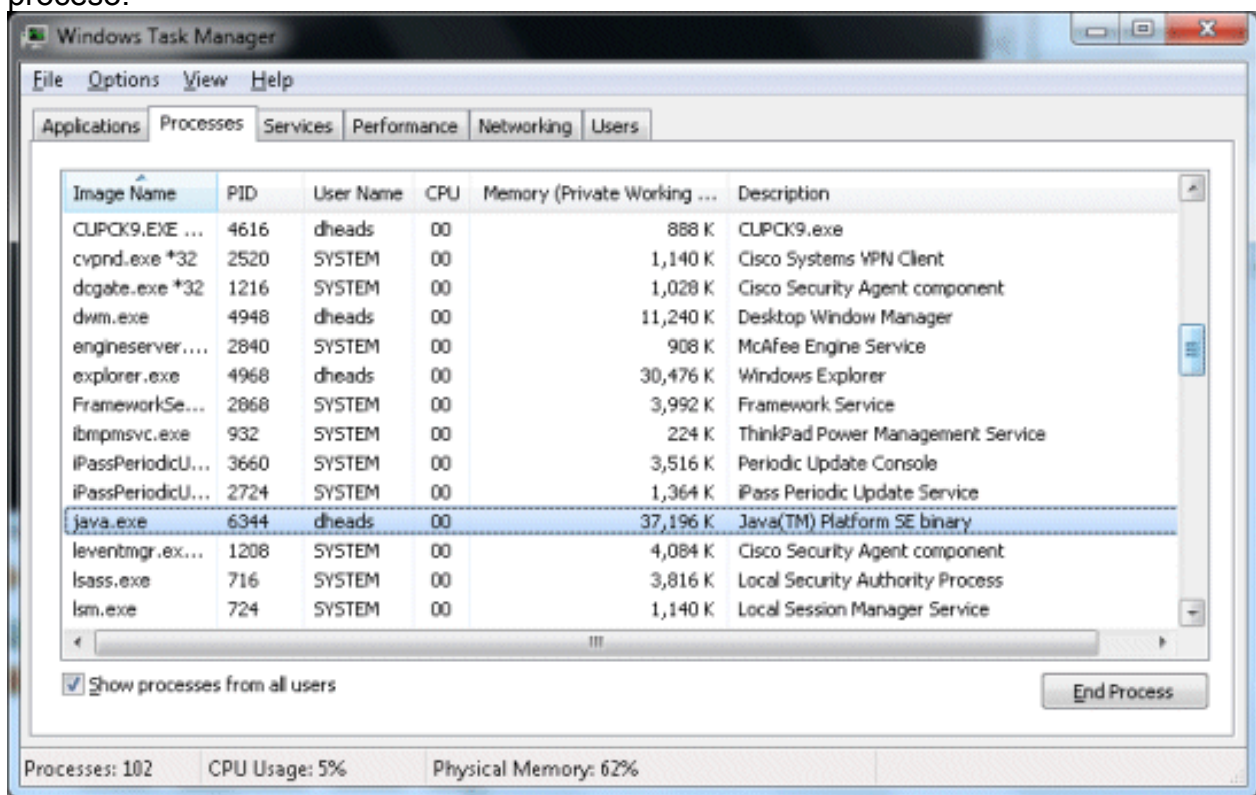 proceso.
Windows Task Manager
File Options View Help
Applications Processes Services Performance Networking Users
Image Name PID User Name CPU Memory (Private Working ... Description
CUPCK9.EXE ... 4616 dheads 00 888 K CUPCK9.exe
cvpnd.exe *32 2520 SYSTEM 00 1,140 K Cisco Systems VPN Client
dcgate.exe *32 1216 SYSTEM 00 1,028 K Cisco Security Agent component
dwm.exe 4948 dheads 00 11,240 K Desktop Window Manager
engineserver.... 2840 SYSTEM 00 908 K McAfee Engine Service
explorer.exe 4968 dheads 00 30,476 K Windows Explorer
FrameworkSe... 2868 SYSTEM 00 3,992 K Framework Service
ibmpmsvc.exe 932 SYSTEM 00 224 K ThinkPad Power Management Service
iPassPeriodicU... 3660 SYSTEM 00 3,516 K Periodic Update Console
iPassPeriodicU... 2724 SYSTEM 00 1,364 K iPass Periodic Update Service
java.exe 6344 dheads 00 37,196 K Java(TM) Platform SE binary
leventmgr.ex... 1208 SYSTEM 00 4,084 K Cisco Security Agent component
lsass.exe 716 SYSTEM 00 3,816 K Local Security Authority Process
lsm.exe 724 SYSTEM 00 1,140 K Local Session Manager Service
Show processes from all users End Process
Processes: 102 CPU Usage: 5% Physical Memory: 62%